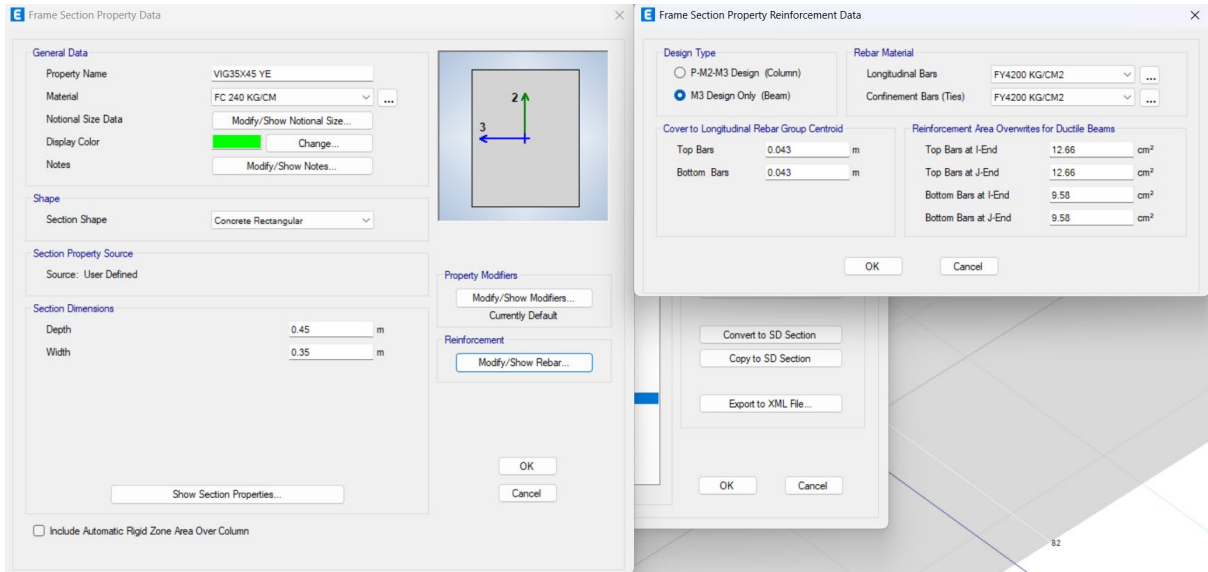 Frame Section Property Data
General Data
Property Name VIG35X45 YE
Material FC 240 KG/CM ...
Notional Size Data Modify/Show Notional Size...
Display Color Change...
Notes Modify/Show Notes...
Shape
Section Shape Concrete Rectangular
Section Property Source
Source: User Defined
Section Dimensions
Depth 0.45 m
Width 0.35 m
Show Section Properties...
Include Automatic Rigid Zone Area Over Column
2
3
Property Modifiers
Modify/Show Modifiers...
Currently Default
Reinforcement
Modify/Show Rebar...
OK
Cancel
Frame Section Property Reinforcement Data
Design Type
P-M2-M3 Design (Column)
M3 Design Only (Beam)
Rebar Material
Longitudinal Bars FY4200 KG/CM2 ...
Confinement Bars (Ties) FY4200 KG/CM2 ...
Cover to Longitudinal Rebar Group Centroid
Top Bars 0.043 m
Bottom Bars 0.043 m
Reinforcement Area Overwrites for Ductile Beams
Top Bars at I-End 12.66 cm²
Top Bars at J-End 12.66 cm²
Bottom Bars at I-End 9.58 cm²
Bottom Bars at J-End 9.58 cm²
OK Cancel
Convert to SD Section
Copy to SD Section
Export to XML File...
OK Cancel
82